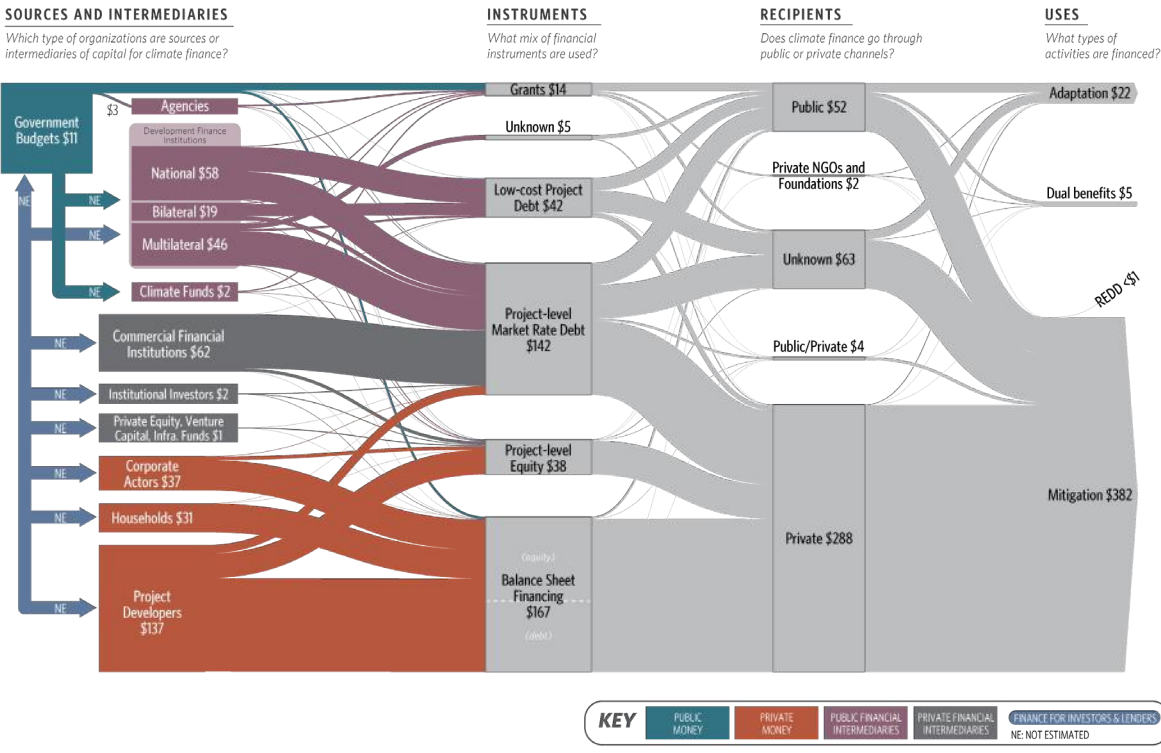 SOURCES AND INTERMEDIARIES
Which type of organizations are sources or
intermediaries of capital for climate finance?
INSTRUMENTS
What mix of financial
instruments are used?
RECIPIENTS
Does climate finance go through
public or private channels?
USES
What types of
activities are financed?
Government
Budgets $11
$3
Agencies
Development Finance
Institutions
National $58
Bilateral $19
Multilateral $46
Climate Funds $2
NE
NE
NE
NE
Commercial Financial
Institutions $62
NE
Institutional Investors $2
NE
Private Equity, Venture
Capital, Infra. Funds $1
NE
Corporate
Actors $37
NE
Households $31
NE
Project
Developers
$137
NE
Grants $14
Unknown $5
Low-cost Project
Debt $42
Project-level
Market Rate Debt
$142
Project-level
Equity $38
(equity)
Balance Sheet
Financing
$167
(debt)
Public $52
Private NGOs and
Foundations $2
Unknown $63
Public/Private $4
Private $288
Adaptation $22
Dual benefits $5
REDD <$1
Mitigation $382
KEY
PUBLIC
MONEY
PRIVATE
MONEY
PUBLIC FINANCIAL
INTERMEDIARIES
PRIVATE FINANCIAL
INTERMEDIARIES
FINANCE FOR INVESTORS & LENDERS
NE: NOT ESTIMATED